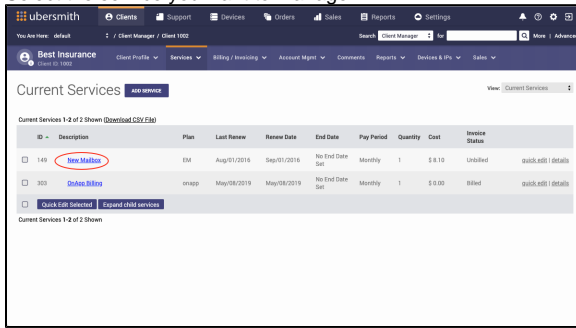 ubersmith Clients Support Devices Orders Sales Reports Settings
You Are Here: default / Client Manager / Client 1002 Search Client Manager for More | Advance
Best Insurance
Client ID: 1002
Client Profile Services Billing / Invoicing Account Mgmt Comments Reports Devices & IPs Sales
Current Services ADD SERVICE View: Current Services
Current Services 1-2 of 2 Shown (Download CSV File)
ID Description Plan Last Renew Renew Date End Date Pay Period Quantity Cost Invoice Status
149 New Mailbox EM Aug/01/2016 Sep/01/2016 No End Date Set Monthly 1 $ 8.10 Unbilled quick edit | details
303 OnApp Billing onapp May/08/2019 May/08/2019 No End Date Set Monthly 1 $ 0.00 Billed quick edit | details
Quick Edit Selected Expand child services
Current Services 1-2 of 2 Shown